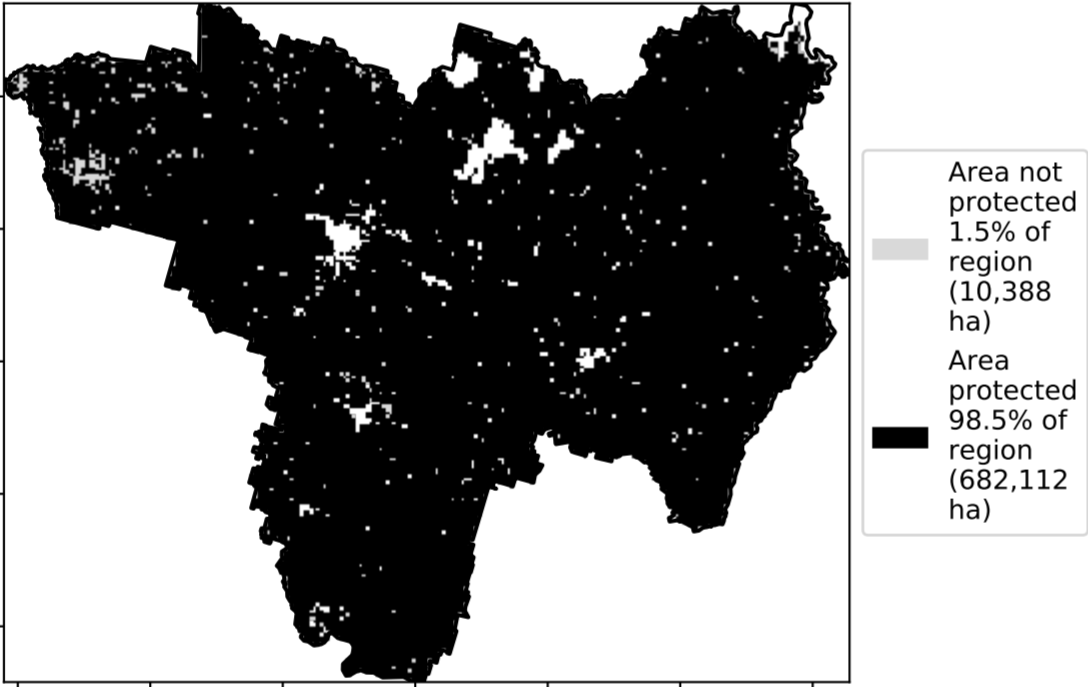 Area not
protected
1.5% of
region
(10,388
ha)
Area
protected
98.5% of
region
(682,112
ha)